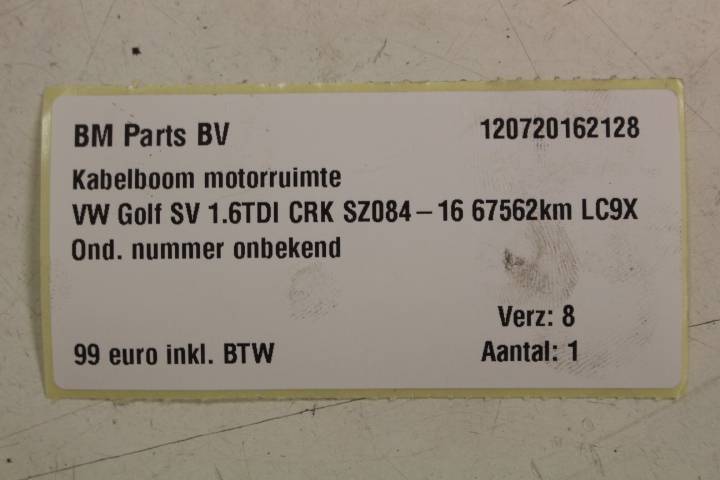 BM Parts BV 120720162128
Kabelboom motorruimte
VW Golf SV 1.6TDI CRK SZ084 – 16 67562km LC9X
Ond. nummer onbekend
Verz: 8
99 euro inkl. BTW Aantal: 1